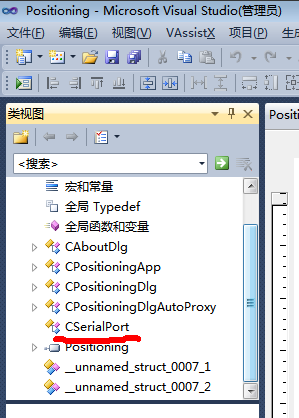 Positioning - Microsoft Visual Studio(管理员)
文件(F) 编辑(E) 视图(V) VAssistX 项目(P) 生成
类视图
Positi
<搜索>
宏和常量
全局 Typedef
全局函数和变量
CAboutDlg
CPositioningApp
CPositioningDlg
CPositioningDlgAutoProxy
CSerialPort
Positioning
__unnamed_struct_0007_1
__unnamed_struct_0007_2